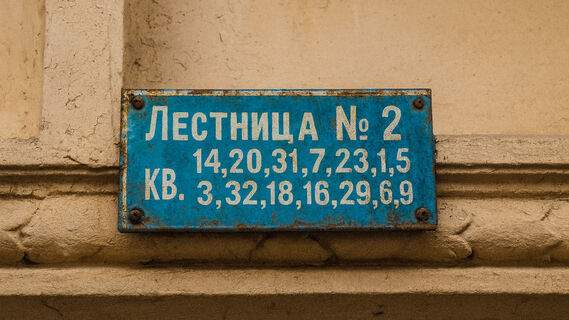 Лестница № 2
14,20,31,7,23,1,5
кв.
3,32,18,16,29,6,9